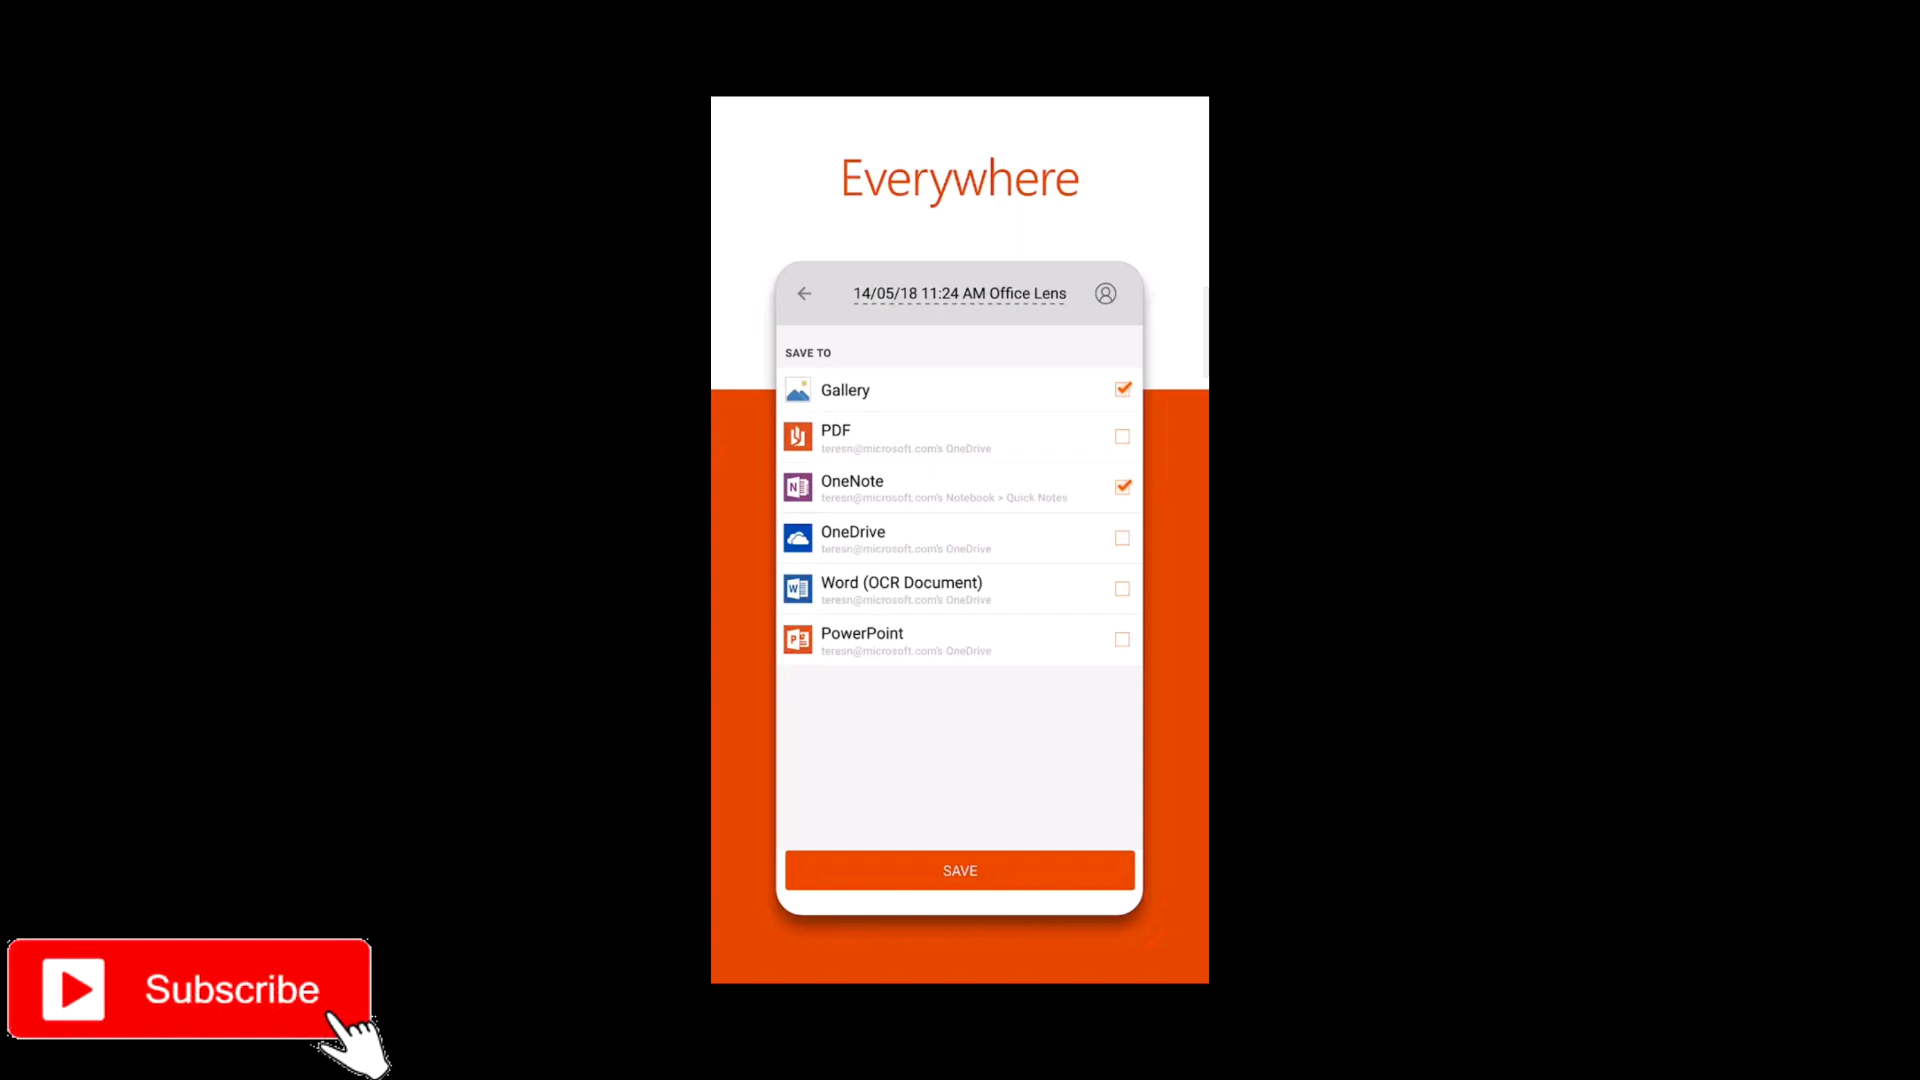 Everywhere
14/05/18 11:24 AM Office Lens
SAVE TO
Gallery
PDF
teresn@microsoft.com's OneDrive
OneNote
teresn@microsoft.com's Notebook > Quick Notes
OneDrive
teresn@microsoft.com's OneDrive
Word (OCR Document)
teresn@microsoft.com's OneDrive
PowerPoint
teresn@microsoft.com's OneDrive
SAVE
Subscribe